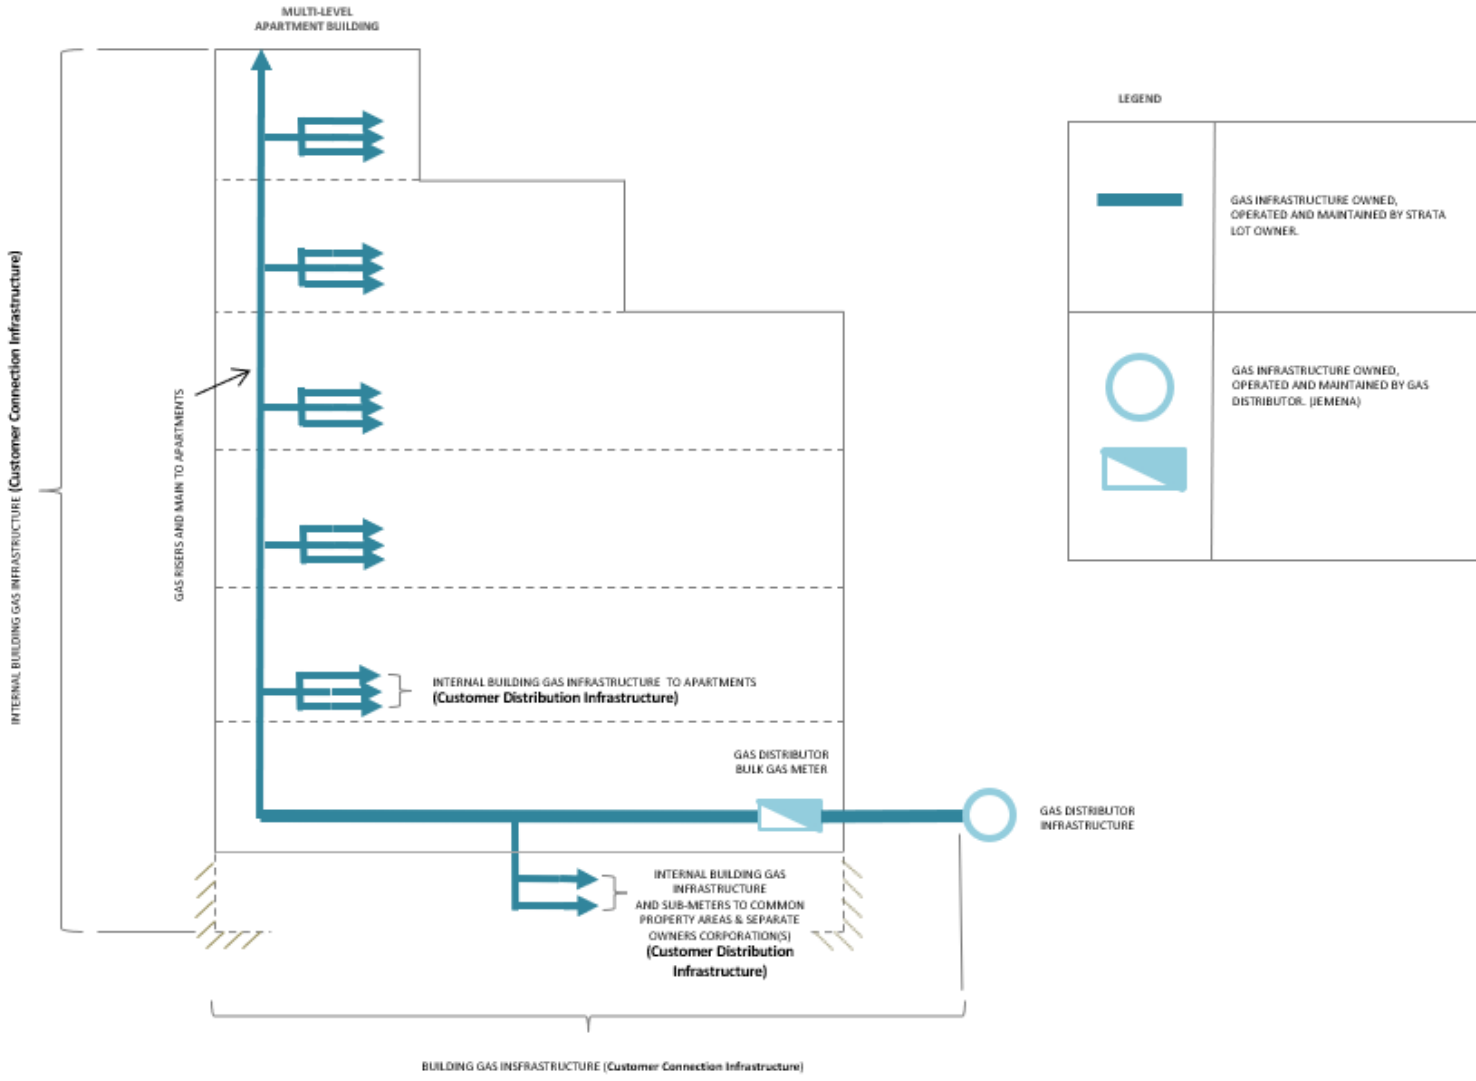 MULTI-LEVEL
APARTMENT BUILDING
LEGEND
GAS INFRASTRUCTURE OWNED,
OPERATED AND MAINTAINED BY STRATA
LOT OWNER.
GAS INFRASTRUCTURE OWNED,
OPERATED AND MAINTAINED BY GAS
DISTRIBUTOR. (JEMENA)
INTERNAL BUILDING GAS INFRASTRUCTURE (Customer Connection Infrastructure)
GAS RISERS AND MAIN TO APARTMENTS
INTERNAL BUILDING GAS INFRASTRUCTURE TO APARTMENTS
(Customer Distribution Infrastructure)
GAS DISTRIBUTOR
BULK GAS METER
GAS DISTRIBUTOR
INFRASTRUCTURE
INTERNAL BUILDING GAS
INFRASTRUCTURE
AND SUB-METERS TO COMMON
PROPERTY AREAS & SEPARATE
OWNERS CORPORATION(S)
(Customer Distribution
Infrastructure)
BUILDING GAS INSFRASTRUCTURE (Customer Connection Infrastructure)